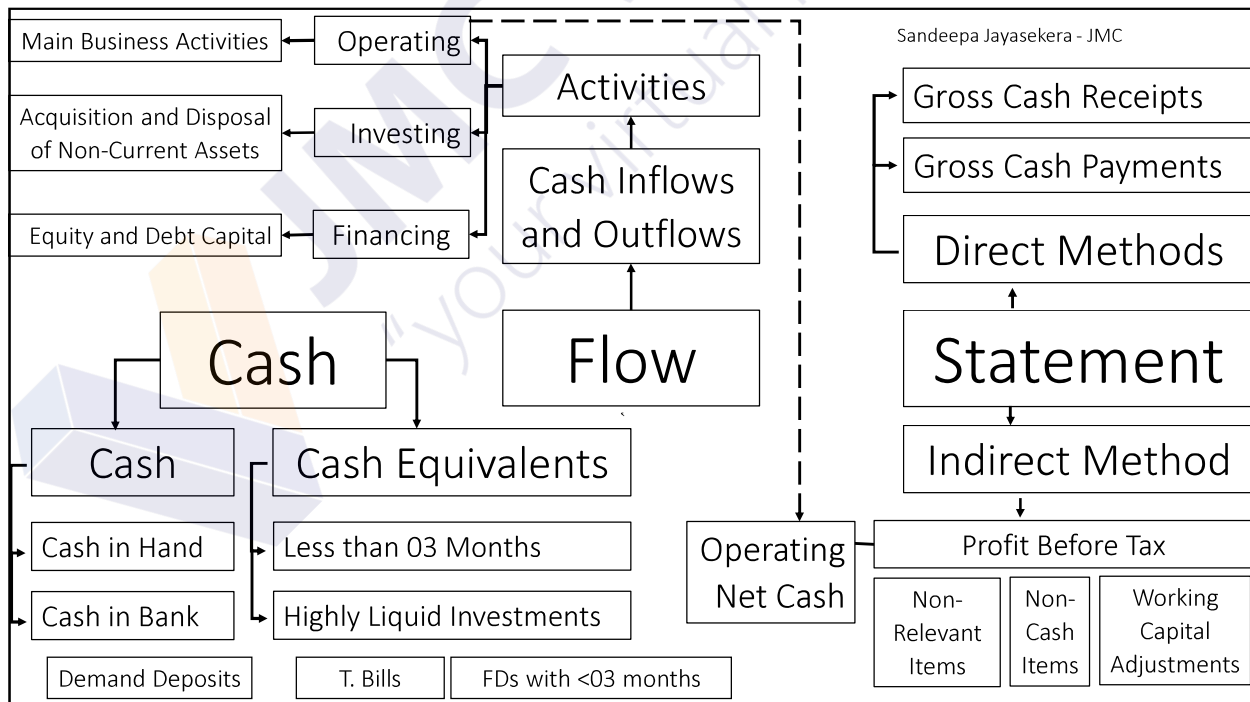 Main Business Activities
Operating
Sandeepa Jayasekera - JMC
Activities
Gross Cash Receipts
Acquisition and Disposal
of Non-Current Assets
Investing
Gross Cash Payments
Cash Inflows
and Outflows
Equity and Debt Capital
Financing
Direct Methods
JMC
"your virtual
Cash
Flow
Statement
Cash
Cash Equivalents
Indirect Method
Cash in Hand
Less than 03 Months
Operating
Net Cash
Profit Before Tax
Cash in Bank
Highly Liquid Investments
Non-
Relevant
Items
Non-
Cash
Items
Working
Capital
Adjustments
Demand Deposits
T. Bills
FDs with <03 months